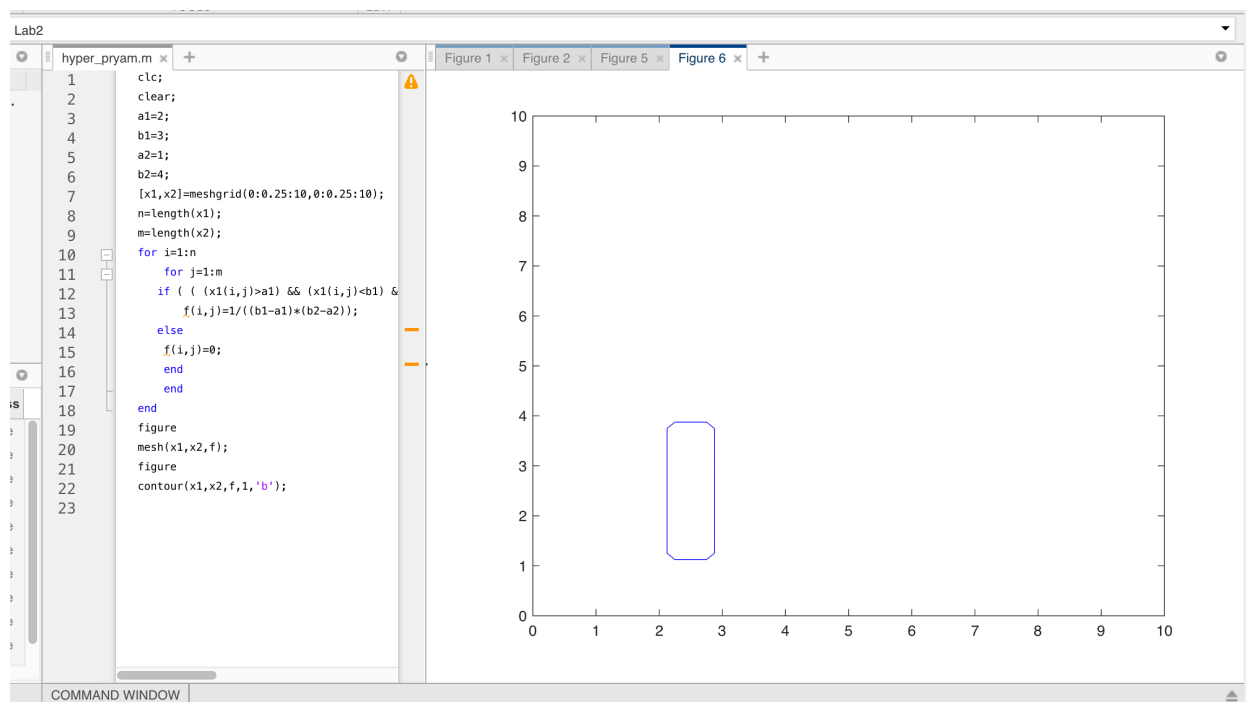 Lab2
hyper_pryam.m × +
1 clc;
2 clear;
3 a1=2;
4 b1=3;
5 a2=1;
6 b2=4;
7 [x1,x2]=meshgrid(0:0.25:10,0:0.25:10);
8 n=length(x1);
9 m=length(x2);
10 for i=1:n
11 for j=1:m
12 if ( ( (x1(i,j)>a1) && (x1(i,j)<b1) &
13 f(i,j)=1/((b1-a1)*(b2-a2));
14 else
15 f(i,j)=0;
16 end
17 end
18 end
19 figure
20 mesh(x1,x2,f);
21 figure
22 contour(x1,x2,f,1,'b');
23
ss
Figure 1 × Figure 2 × Figure 5 × Figure 6 × +
10
9
8
7
6
5
4
3
2
1
0
0 1 2 3 4 5 6 7 8 9 10
COMMAND WINDOW